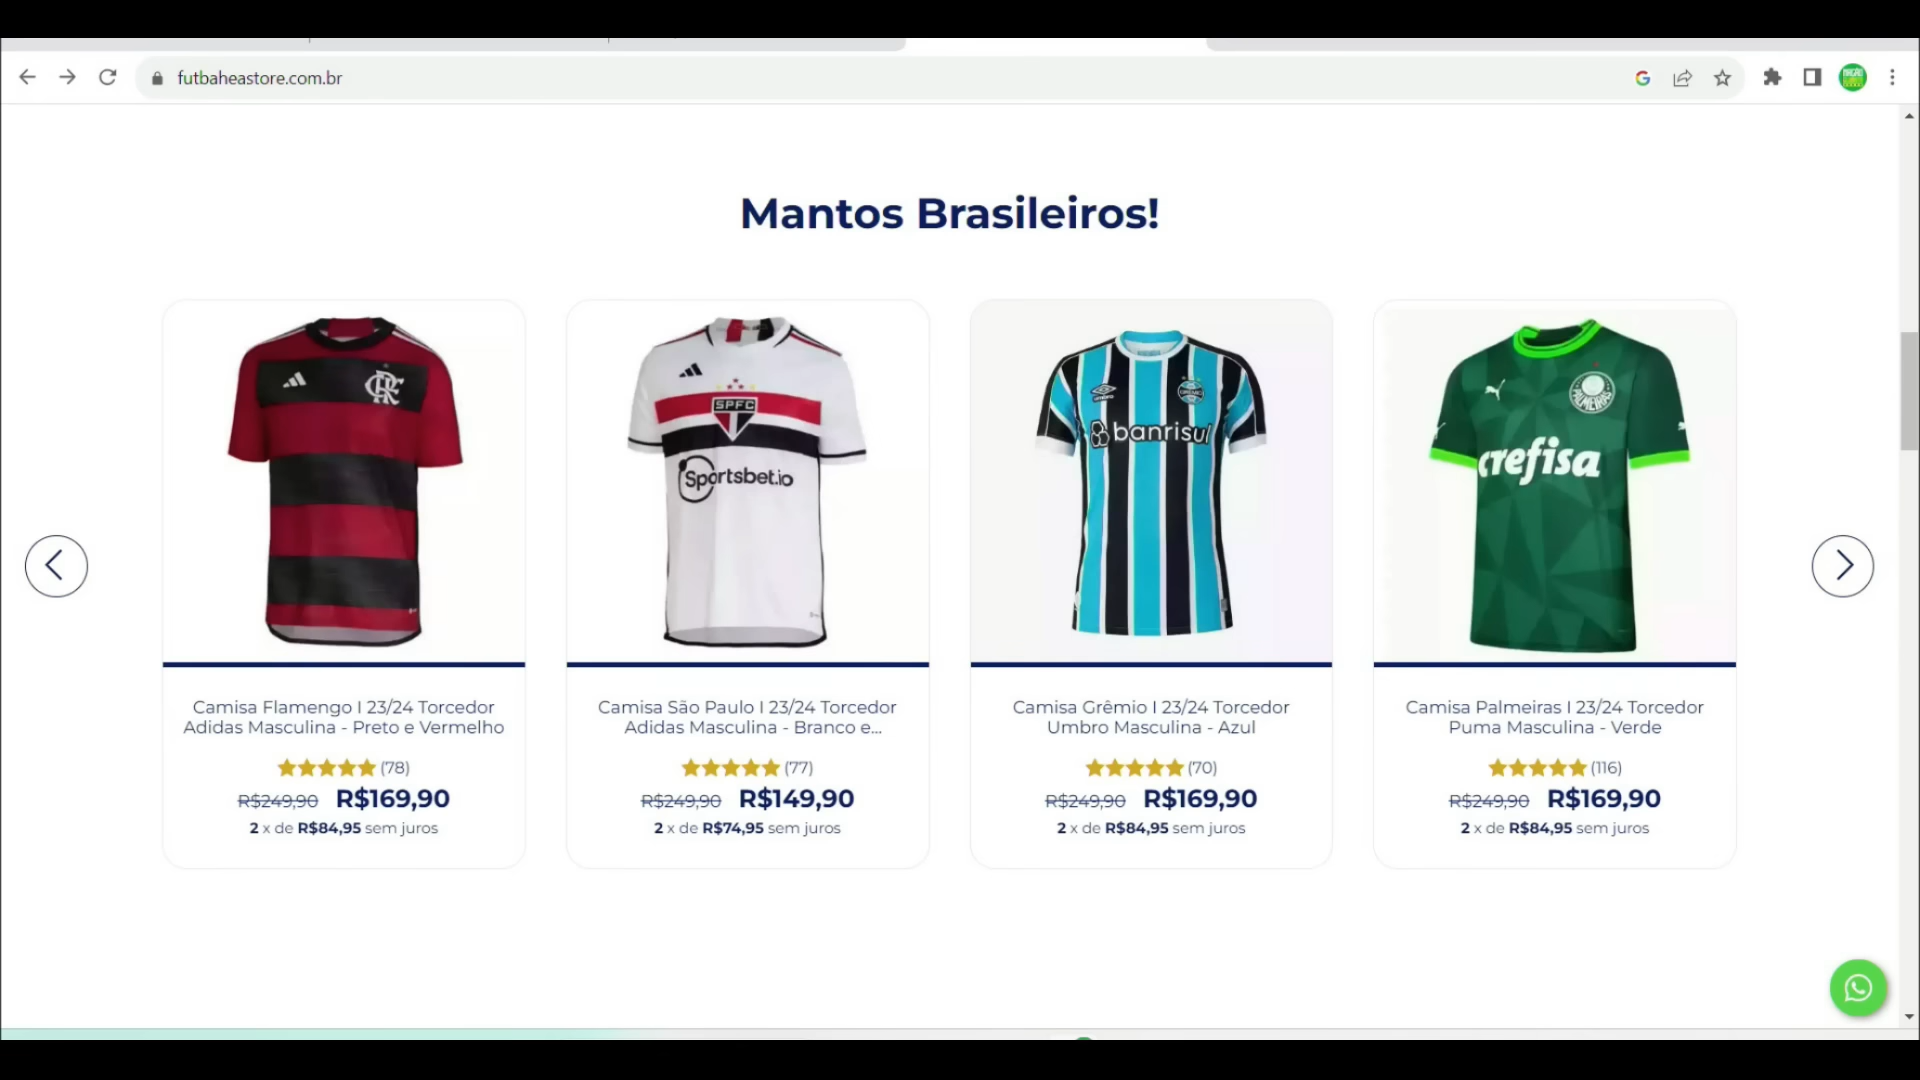 futbaheastore.com.br
Mantos Brasileiros!
SPFC
Sportsbet.io
umbro
GRÊMIO
banrisul
PALMEIRAS
crefisa
Camisa Flamengo I 23/24 Torcedor
Adidas Masculina - Preto e Vermelho
(78)
R$249,90 R$169,90
2 x de R$84,95 sem juros
Camisa São Paulo I 23/24 Torcedor
Adidas Masculina - Branco e...
(77)
R$249,90 R$149,90
2 x de R$74,95 sem juros
Camisa Grêmio I 23/24 Torcedor
Umbro Masculina - Azul
(70)
R$249,90 R$169,90
2 x de R$84,95 sem juros
Camisa Palmeiras I 23/24 Torcedor
Puma Masculina - Verde
(116)
R$249,90 R$169,90
2 x de R$84,95 sem juros